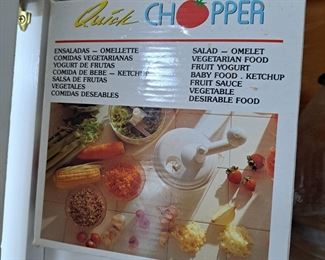 Quick CHOPPER
ENSALADAS – OMELLETTE
COMIDAS VEGETARIANAS
YOGURT DE FRUTAS
COMIDA DE BEBE – KETCHUP
SALSA DE FRUTAS
VEGETALES
COMIDAS DESEABLES
SALAD – OMELET
VEGETARIAN FOOD
FRUIT YOGURT
BABY FOOD . KETCHUP
FRUIT SAUCE
VEGETABLE
DESIRABLE FOOD